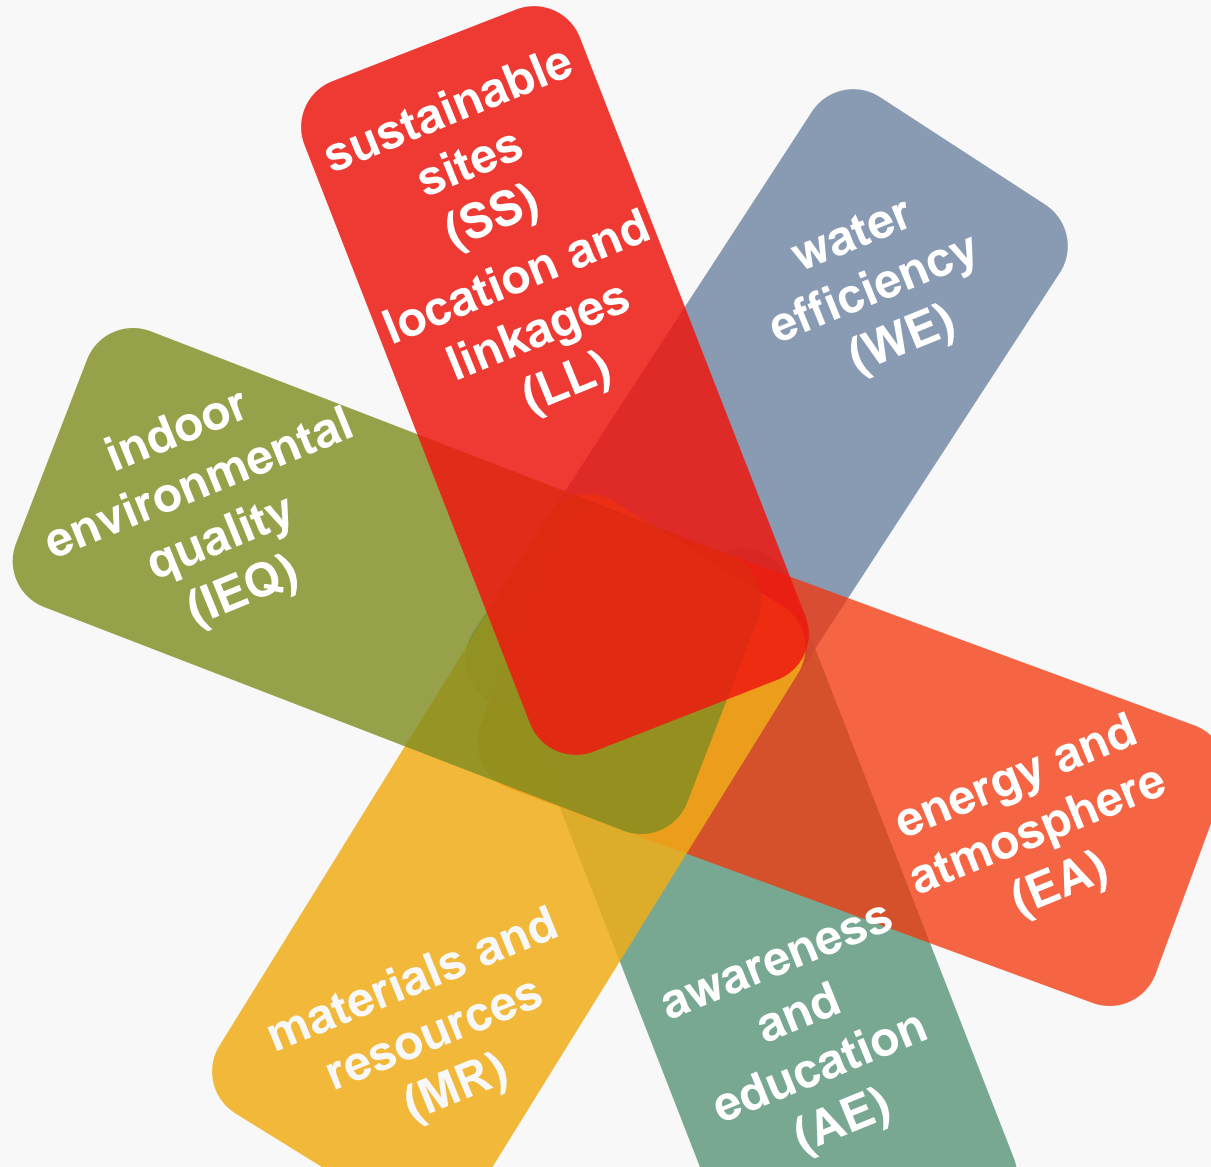 sustainable
sites
(SS)
location and
linkages
(LL)
water
efficiency
(WE)
indoor
environmental
quality
(IEQ)
energy and
atmosphere
(EA)
materials and
resources
(MR)
awareness
and
education
(AE)